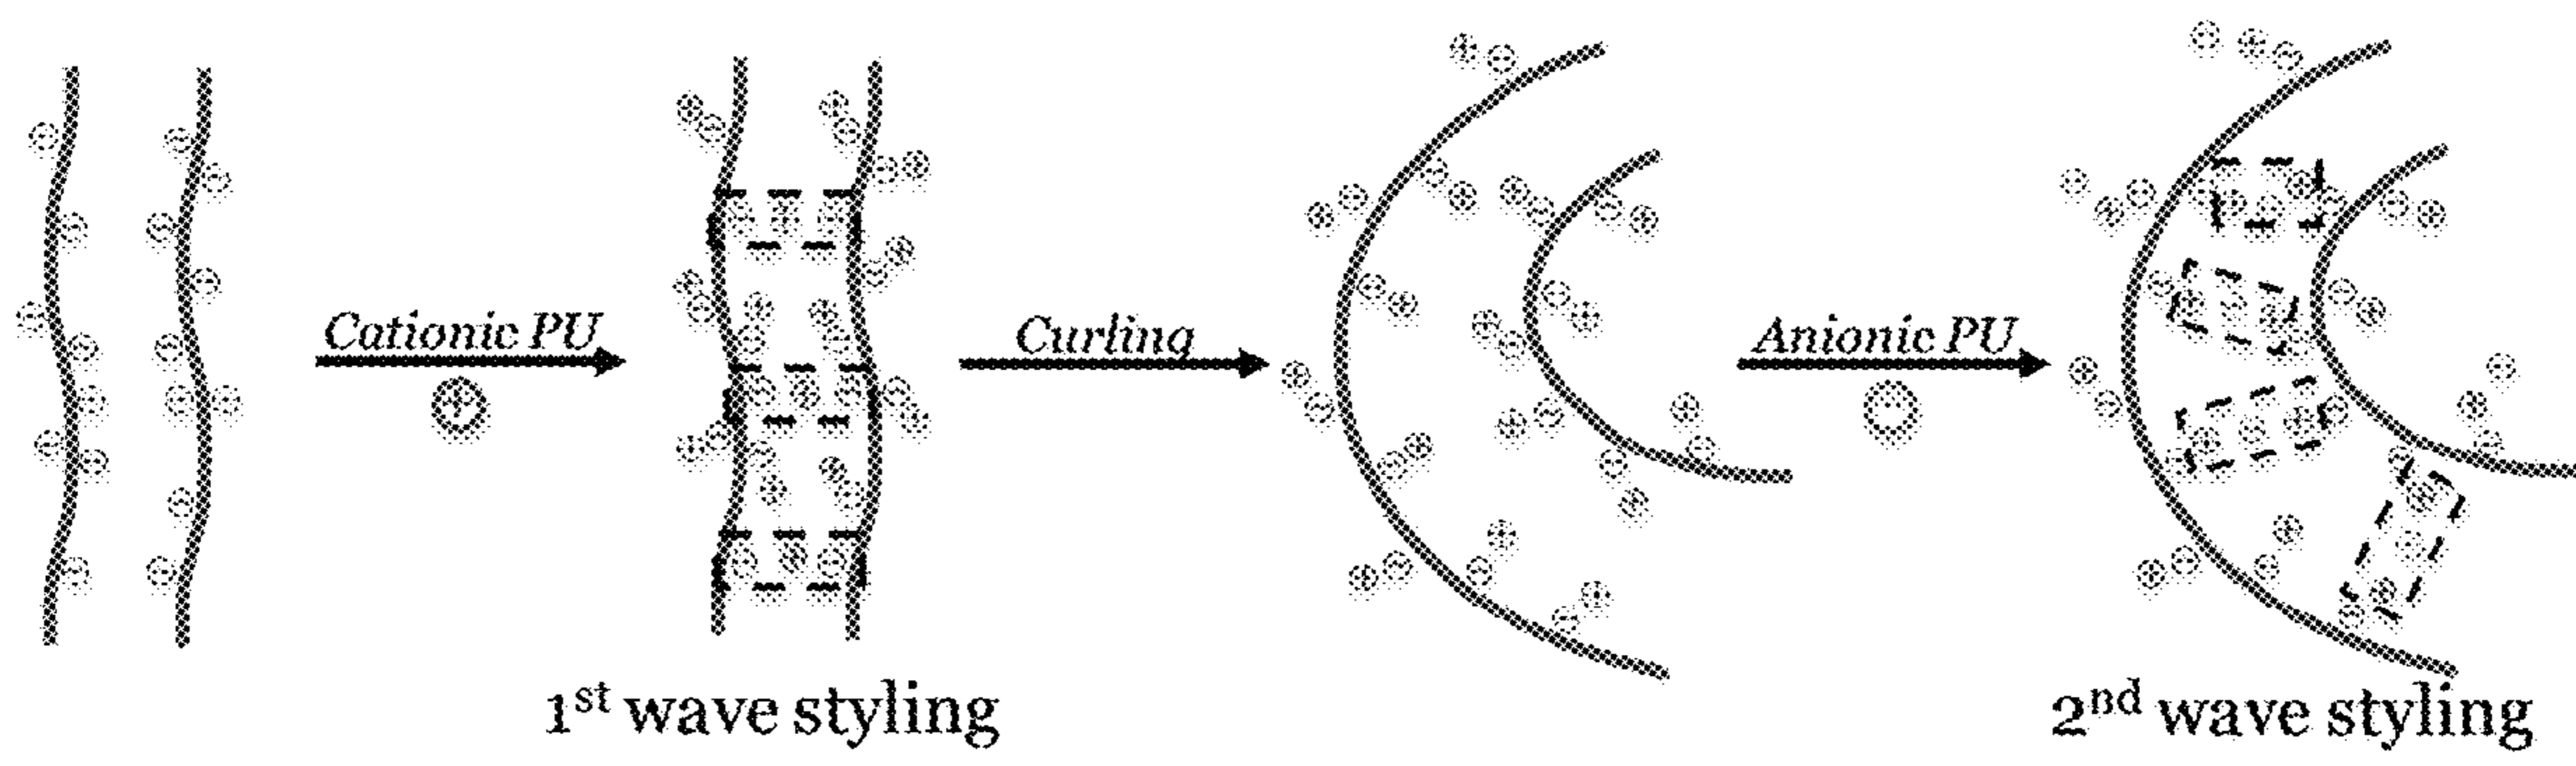 Cationic PU
Curling
Anionic PU
1st wave styling
2nd wave styling